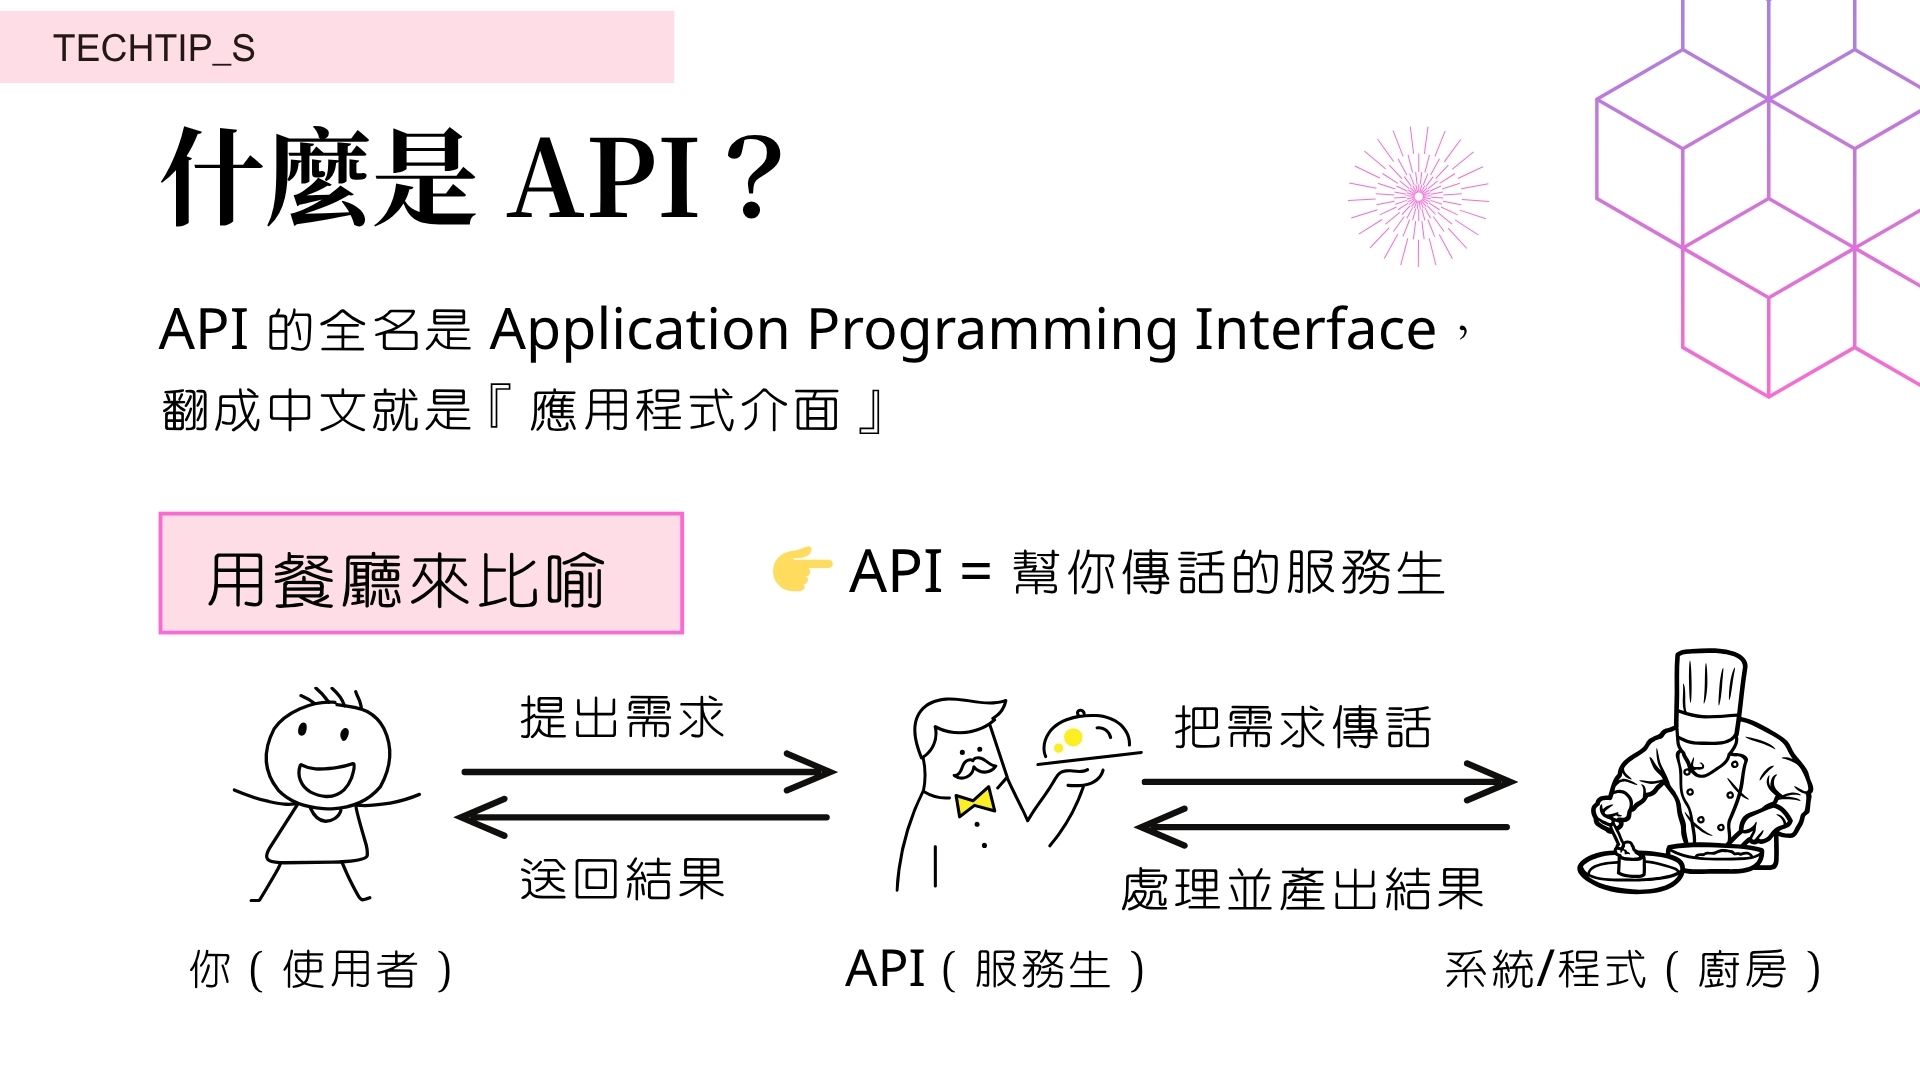 TECHTIP_S
什麼是 API？
API 的全名是 Application Programming Interface，
翻成中文就是『 應用程式介面 』
用餐廳來比喻
👉 API = 幫你傳話的服務生
提出需求
把需求傳話
送回結果
處理並產出結果
你 ( 使用者 )
API ( 服務生 )
系統/程式 ( 廚房 )